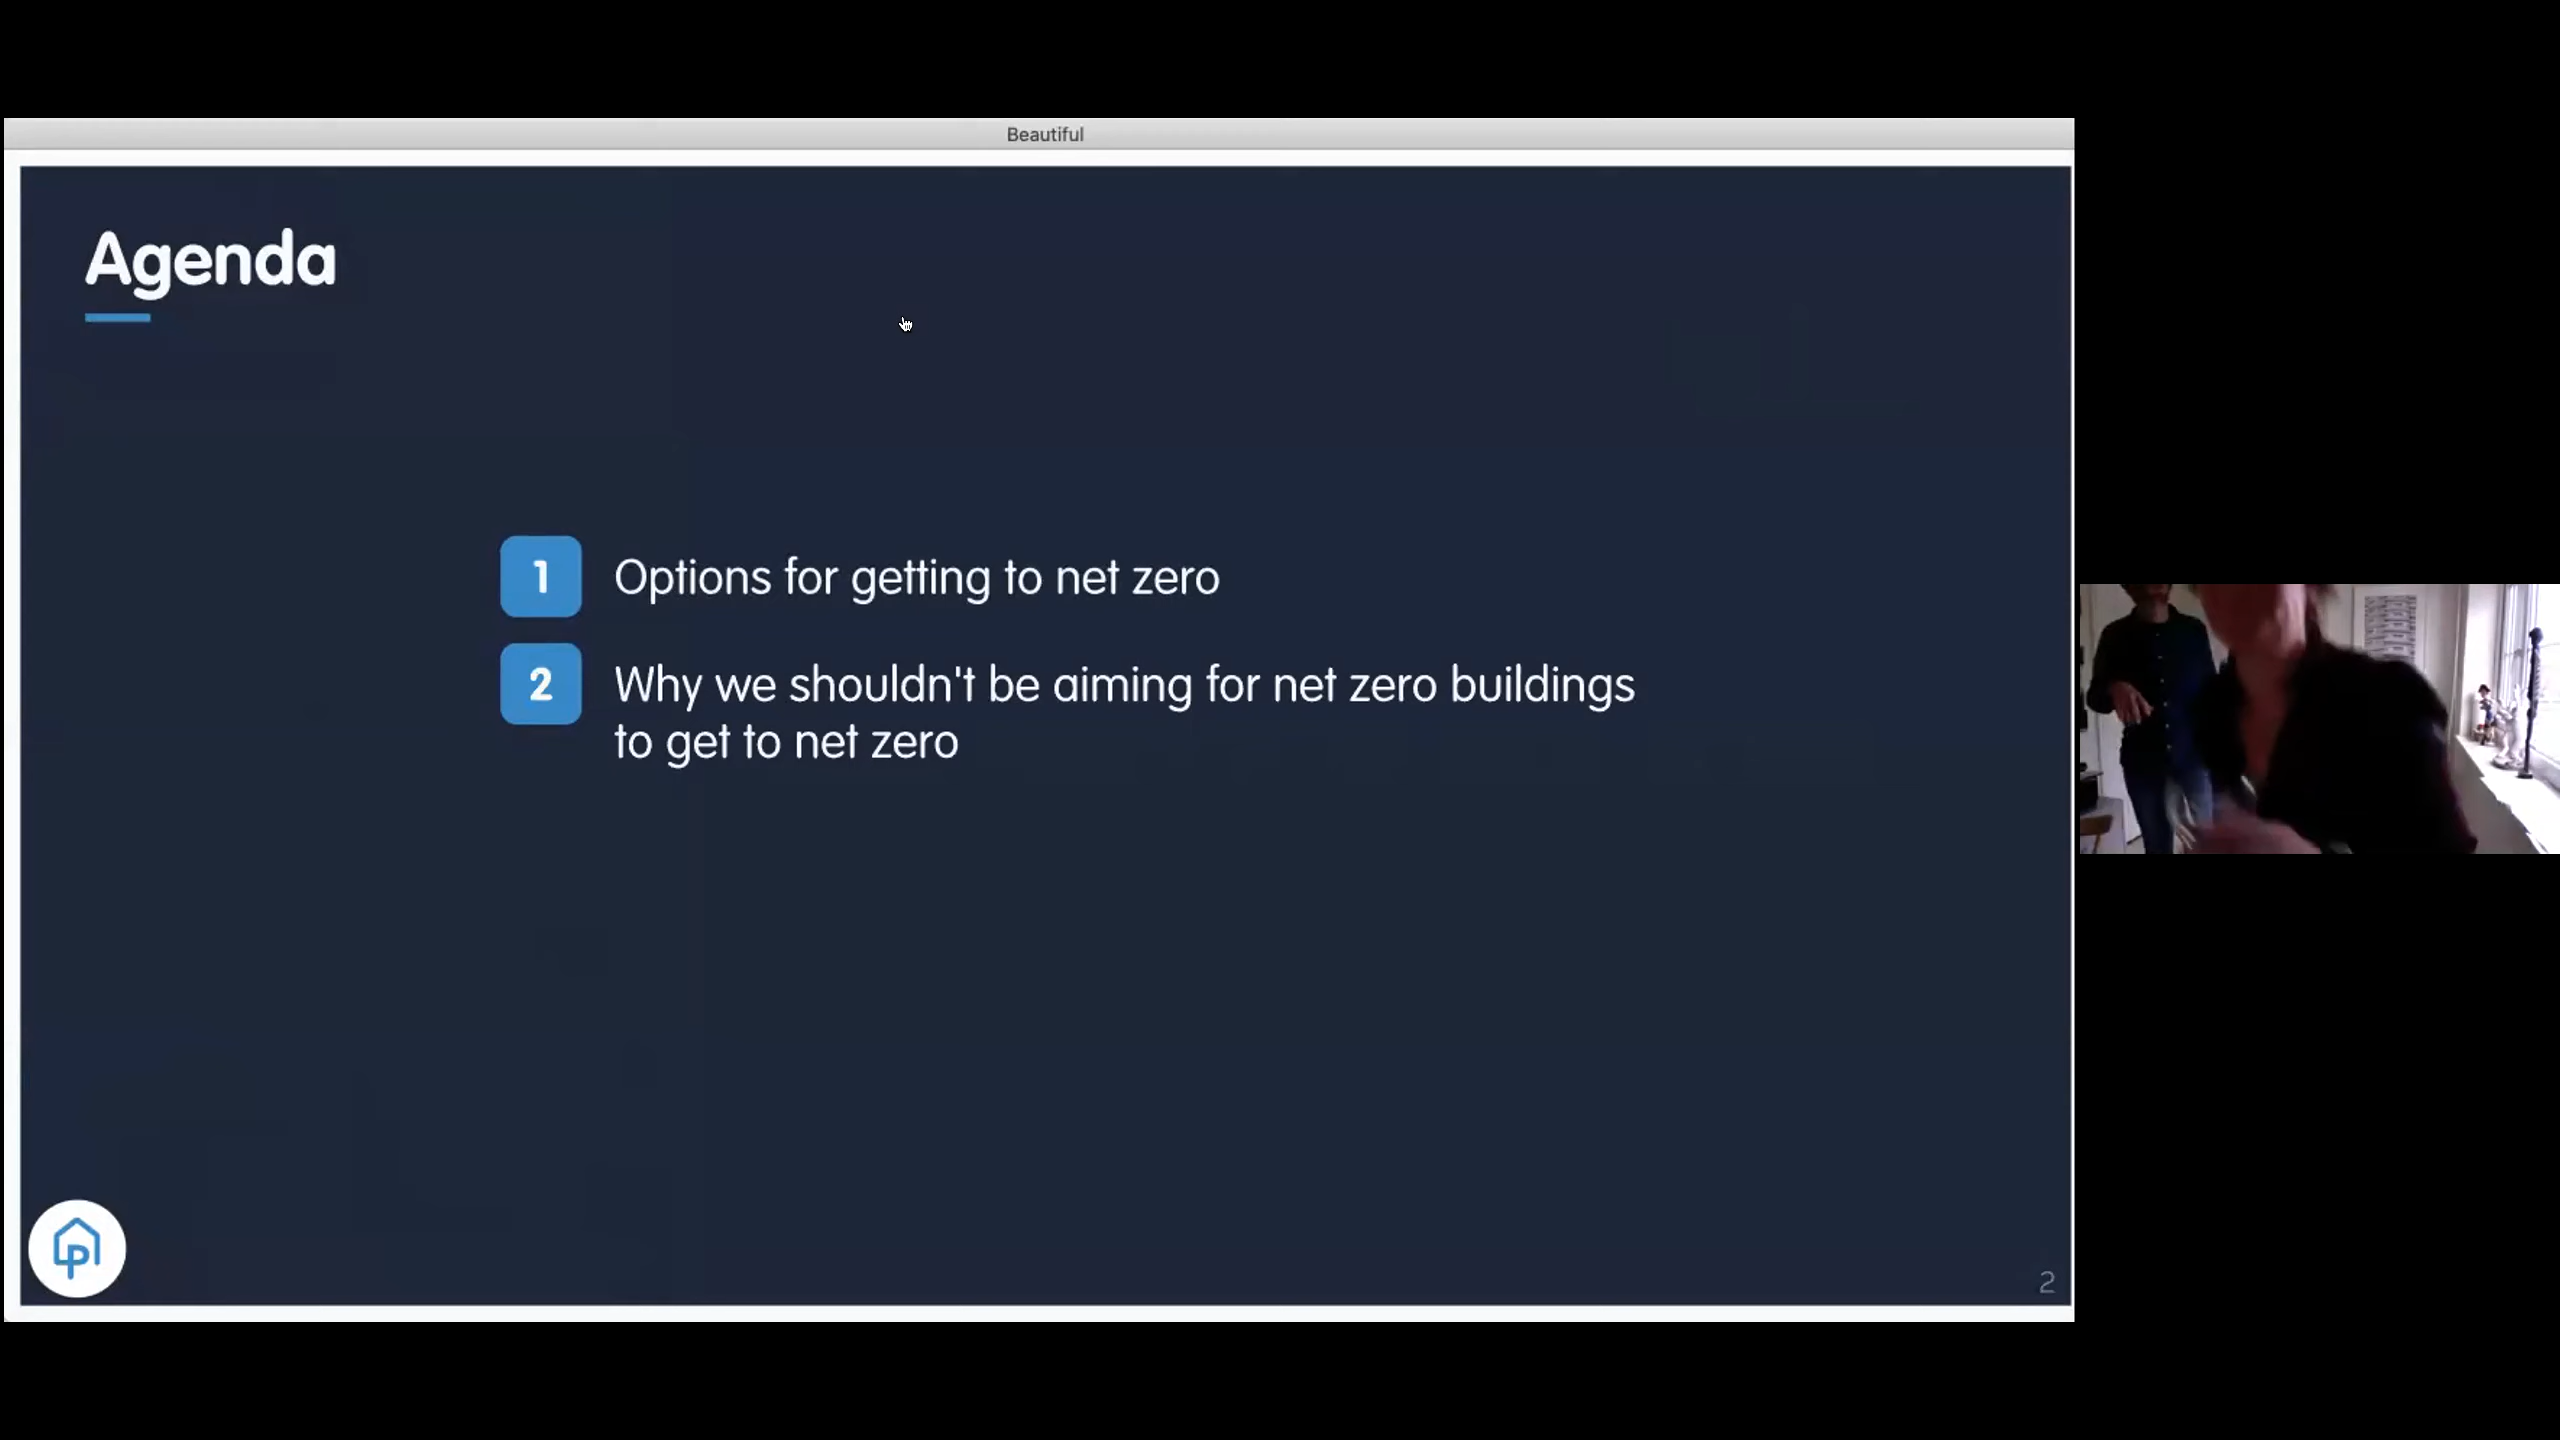 Beautiful
Agenda
1 Options for getting to net zero
2 Why we shouldn't be aiming for net zero buildings
to get to net zero
2